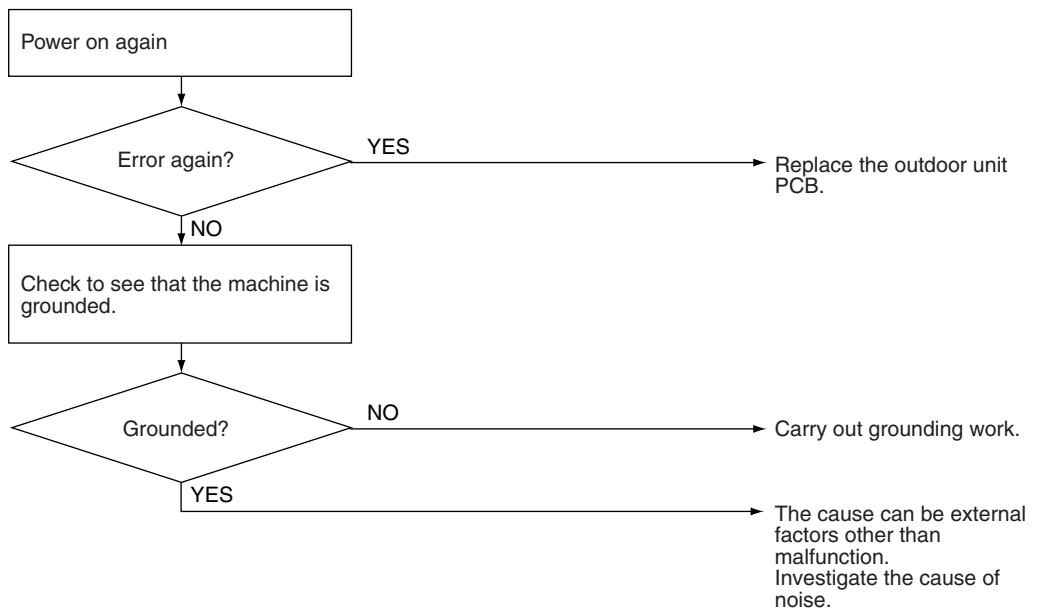 Power on again
Error again?
YES
Replace the outdoor unit
PCB.
NO
Check to see that the machine is
grounded.
Grounded?
NO
Carry out grounding work.
YES
The cause can be external
factors other than
malfunction.
Investigate the cause of
noise.